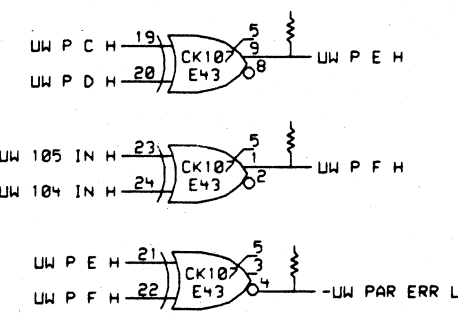 5
UW P C H 19 9
CK10 UW P E H
UW P D H 20 E43 8
5
UW 105 IN H 23 1
CK10 UW P F H
UW 104 IN H 24 E43 2
5
UW P E H 21 3
CK10
UW P F H 22 E43 4 -UW PAR ERR L